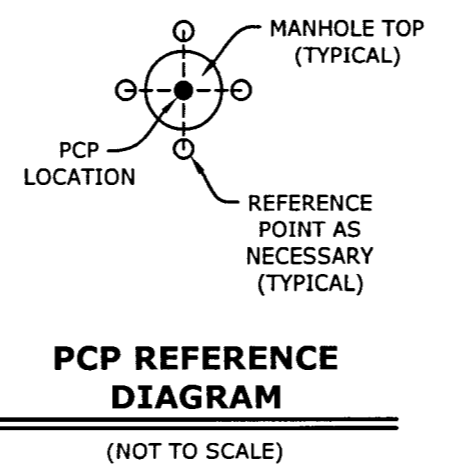 MANHOLE TOP
(TYPICAL)
PCP
LOCATION
REFERENCE
POINT AS
NECESSARY
(TYPICAL)
PCP REFERENCE
DIAGRAM
(NOT TO SCALE)